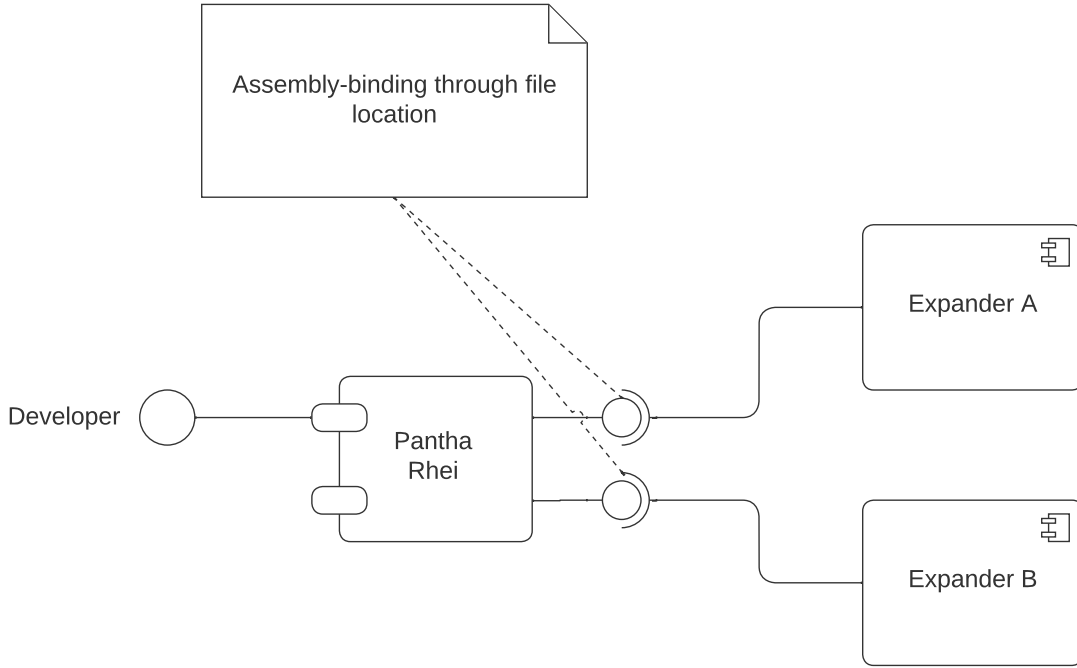 Assembly-binding through file
location
Expander A
Developer
Pantha
Rhei
Expander B